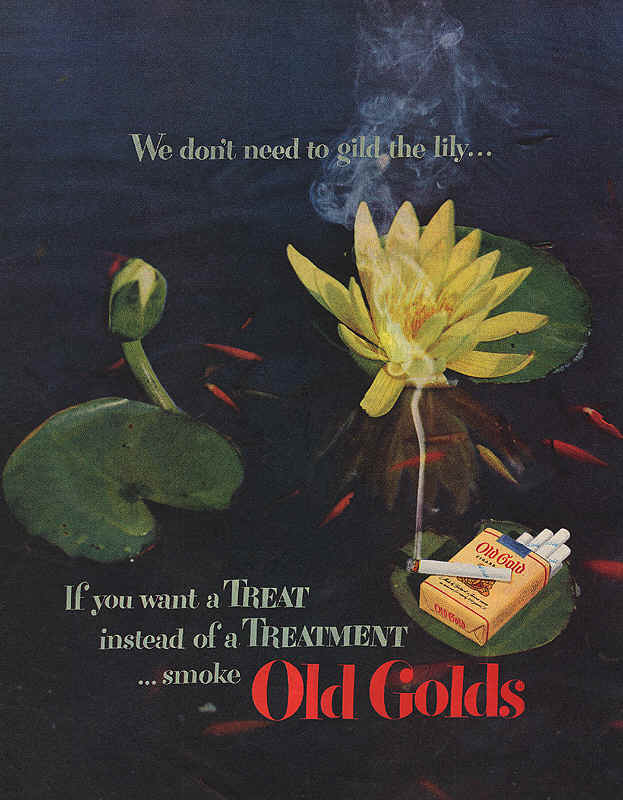 We don't need to gild the lily...
Old Gold
CIGARETTES
Old Gold
If you want a TREAT
instead of a TREATMENT
...smoke Old Golds